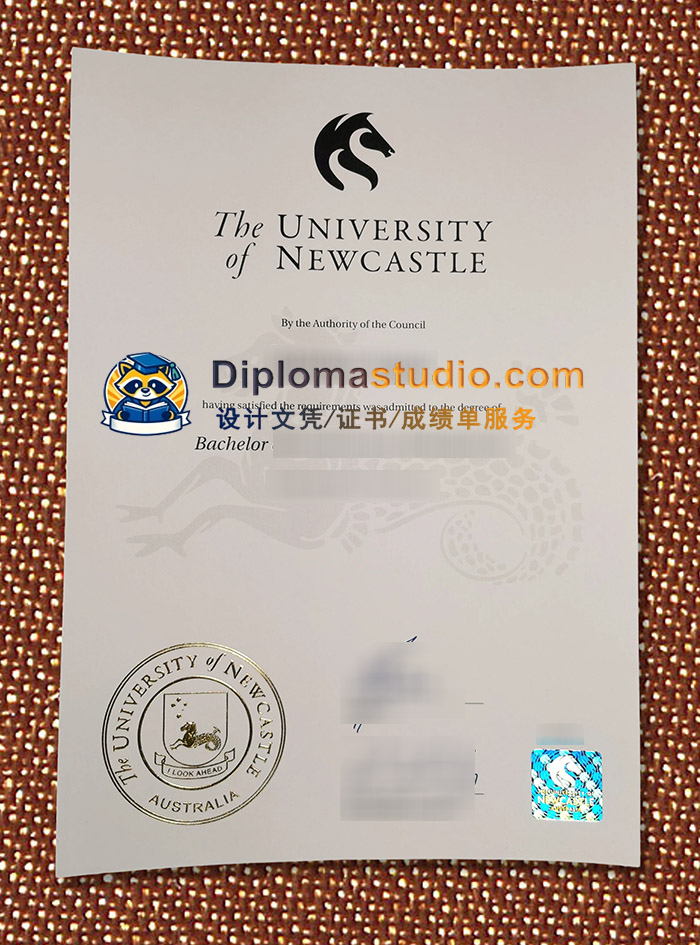 The UNIVERSITY
of NEWCASTLE
By the Authority of the Council
Diplomastudio.com
having satisfied the requirements was admitted to the degree of
设计文凭/证书/成绩单服务
Bachelor
The UNIVERSITY of NEWCASTLE
I LOOK AHEAD
AUSTRALIA
NEWCASTLE